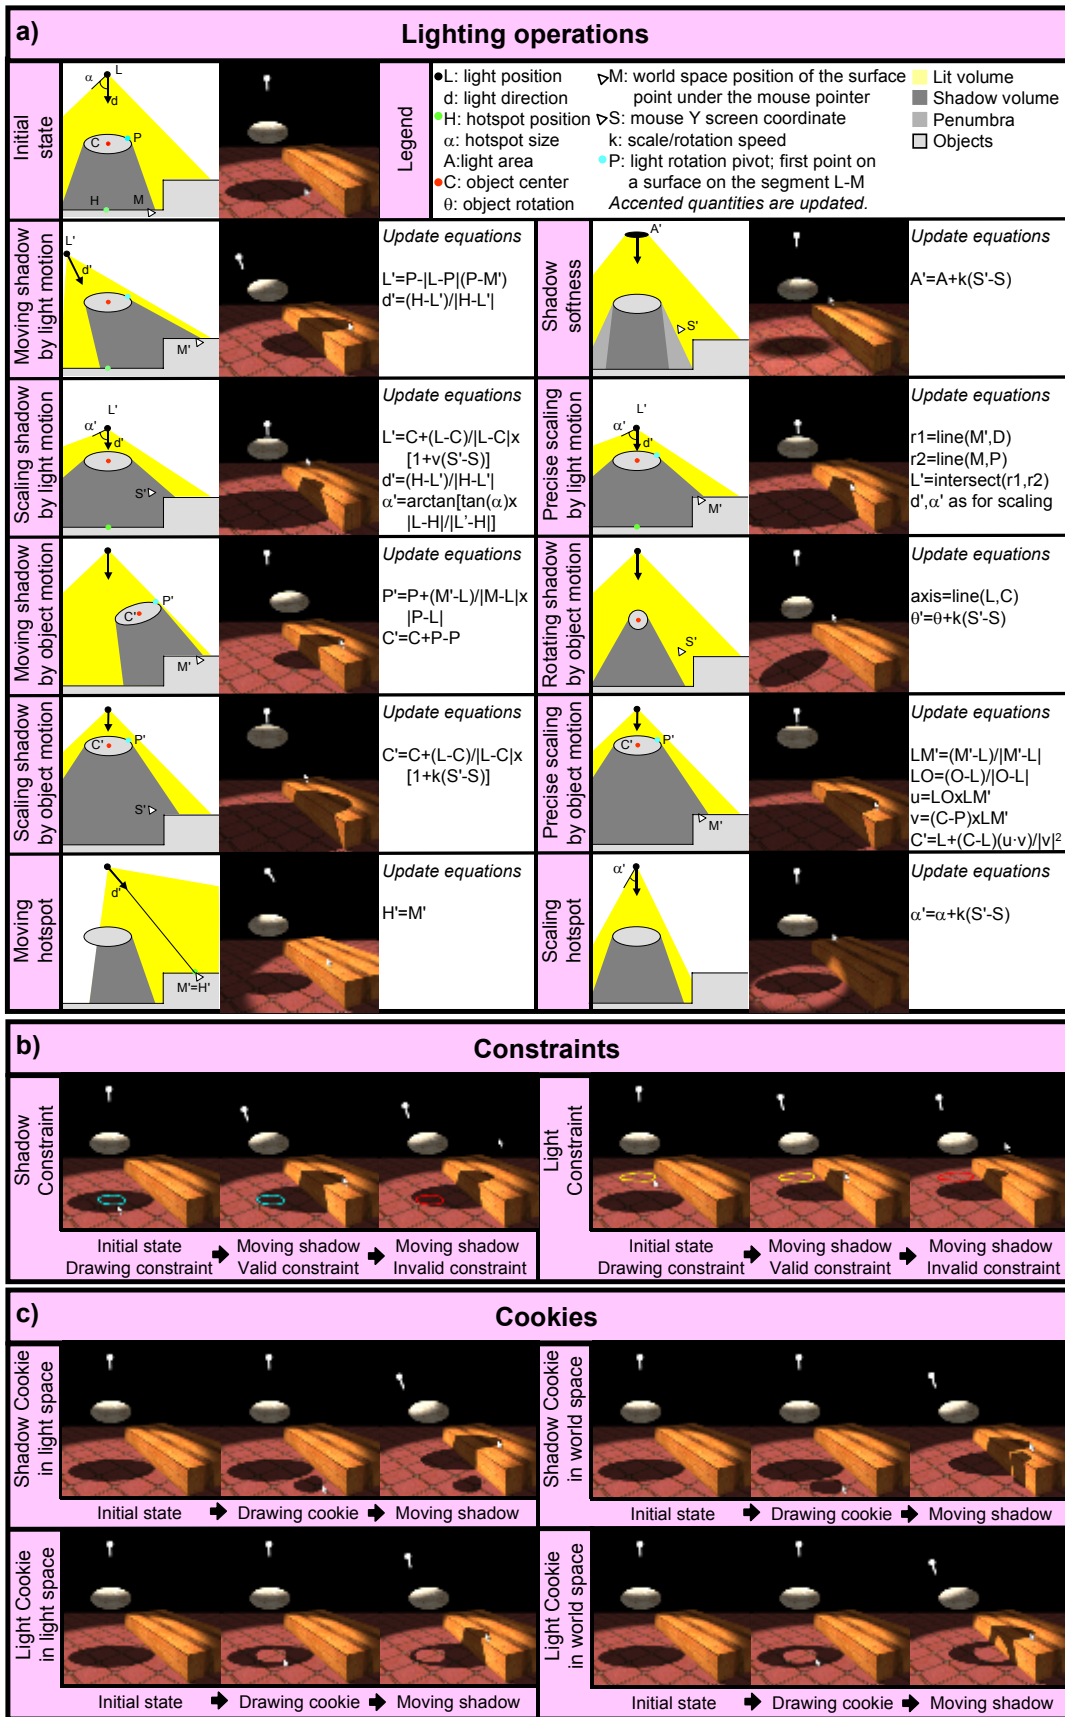 a)
Lighting operations
Initial
state
L
α
d
C
P
H
M
Legend
L: light position
d: light direction
H: hotspot position
α: hotspot size
A:light area
C: object center
θ: object rotation
M: world space position of the surface
point under the mouse pointer
S: mouse Y screen coordinate
k: scale/rotation speed
P: light rotation pivot; first point on
a surface on the segment L-M
Accented quantities are updated.
Lit volume
Shadow volume
Penumbra
Objects
Moving shadow
by light motion
L'
d'
M'
Update equations
L'=P-|L-P|(P-M')
d'=(H-L')/|H-L'|
Shadow
softness
A'
S'
Update equations
A'=A+k(S'-S)
Scaling shadow
by light motion
L'
α'
d'
S'
Update equations
L'=C+(L-C)/|L-C|x
[1+v(S'-S)]
d'=(H-L')/|H-L'|
α'=arctan[tan(α)x
|L-H|/|L'-H|]
Precise scaling
by light motion
L'
α'
d'
M'
Update equations
r1=line(M',D)
r2=line(M,P)
L'=intersect(r1,r2)
d',α' as for scaling
Moving shadow
by object motion
P'
C'
M'
Update equations
P'=P+(M'-L)/|M-L|x
|P-L|
C'=C+P-P
Rotating shadow
by object motion
S'
Update equations
axis=line(L,C)
θ'=θ+k(S'-S)
Scaling shadow
by object motion
C'
P'
S'
Update equations
C'=C+(L-C)/|L-C|x
[1+k(S'-S)]
Precise scaling
by object motion
C'
P'
M'
Update equations
LM'=(M'-L)/|M'-L|
LO=(O-L)/|O-L|
u=LOxLM'
v=(C-P)xLM'
C'=L+(C-L)(u·v)/|v|²
Moving
hotspot
d'
M'=H'
Update equations
H'=M'
Scaling
hotspot
α'
Update equations
α'=α+k(S'-S)
b)
Constraints
Shadow
Constraint
Initial state
Drawing constraint
Moving shadow
Valid constraint
Moving shadow
Invalid constraint
Light
Constraint
Initial state
Drawing constraint
Moving shadow
Valid constraint
Moving shadow
Invalid constraint
c)
Cookies
Shadow Cookie
in light space
Initial state
Drawing cookie
Moving shadow
Shadow Cookie
in world space
Initial state
Drawing cookie
Moving shadow
Light Cookie
in light space
Initial state
Drawing cookie
Moving shadow
Light Cookie
in world space
Initial state
Drawing cookie
Moving shadow